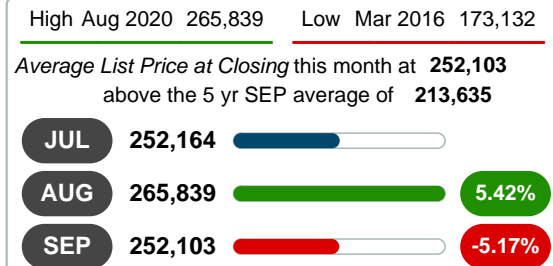 High Aug 2020 265,839 Low Mar 2016 173,132
Average List Price at Closing this month at 252,103
above the 5 yr SEP average of 213,635
JUL 252,164
AUG 265,839 5.42%
SEP 252,103 -5.17%